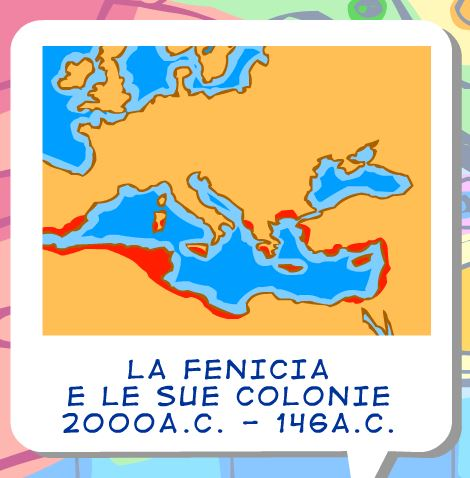 LA FENICIA
E LE SUE COLONIE
2000A.C. - 146A.C.